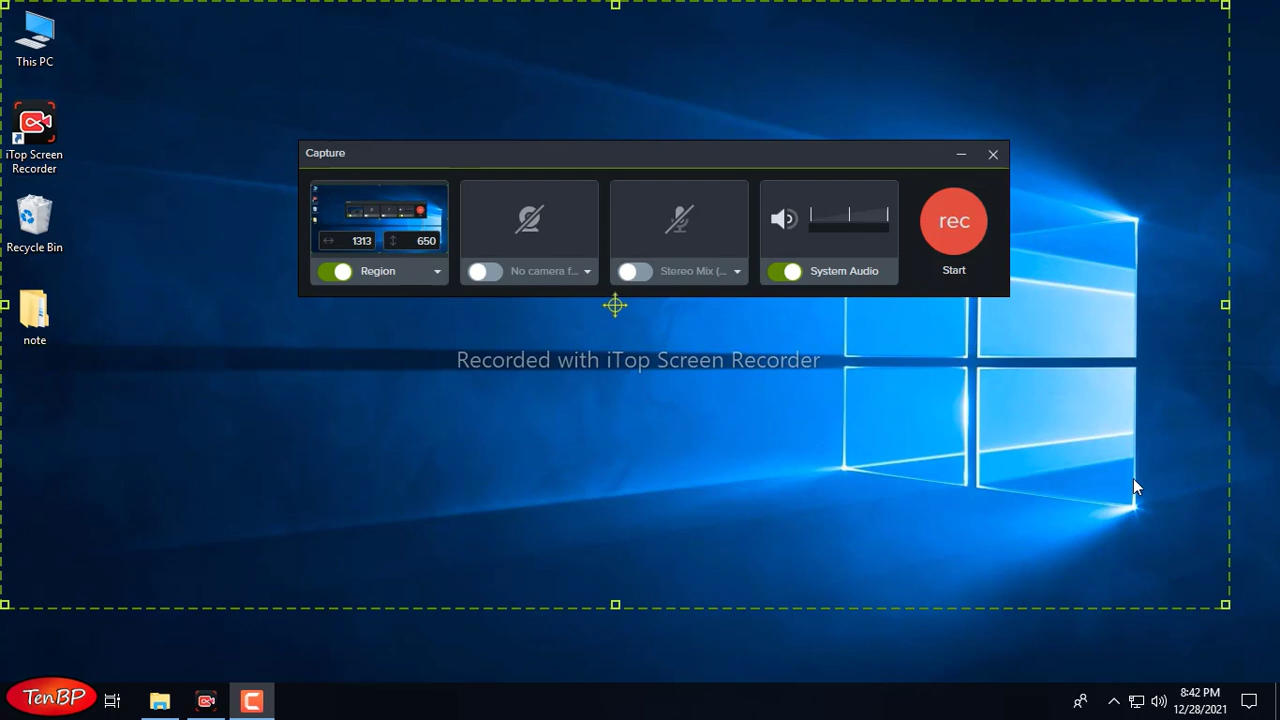 This PC
iTop Screen
Recorder
Recycle Bin
note
Capture
1313
650
Region
No camera f...
Stereo Mix (...
System Audio
rec
Start
Recorded with iTop Screen Recorder
TenBP
8:42 PM
12/28/2021